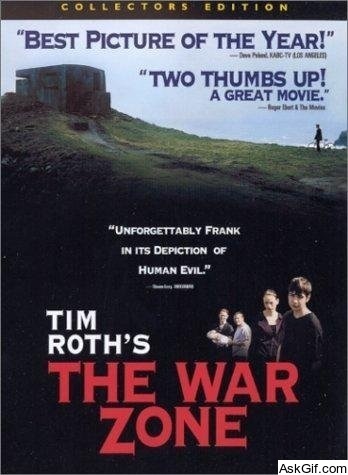 COLLECTORS EDITION
"BEST PICTURE OF THE YEAR!"
— Dave Poland, KABC-TV (LOS ANGELES)
"TWO THUMBS UP!
A GREAT MOVIE."
— Roger Ebert & The Movies
"UNFORGETTABLY FRANK
IN ITS DEPICTION OF
HUMAN EVIL."
TIM
ROTH'S
THE WAR
ZONE
AskGif.com